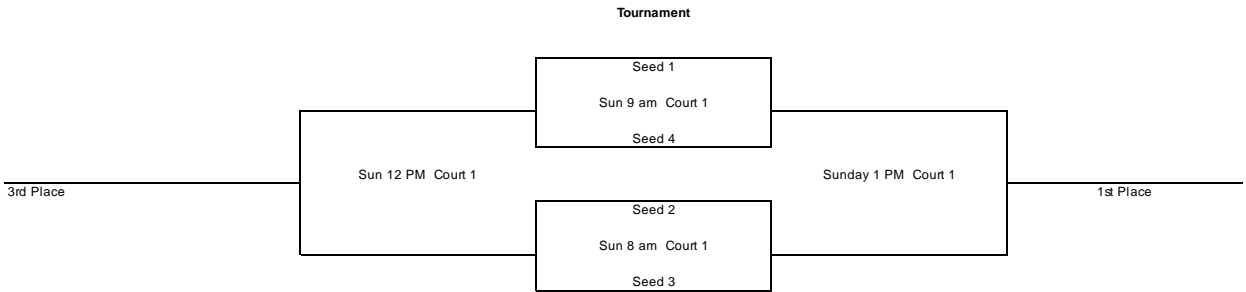 Tournament
Seed 1
Sun 9 am Court 1
Seed 4
Sun 12 PM Court 1
Sunday 1 PM Court 1
3rd Place
1st Place
Seed 2
Sun 8 am Court 1
Seed 3